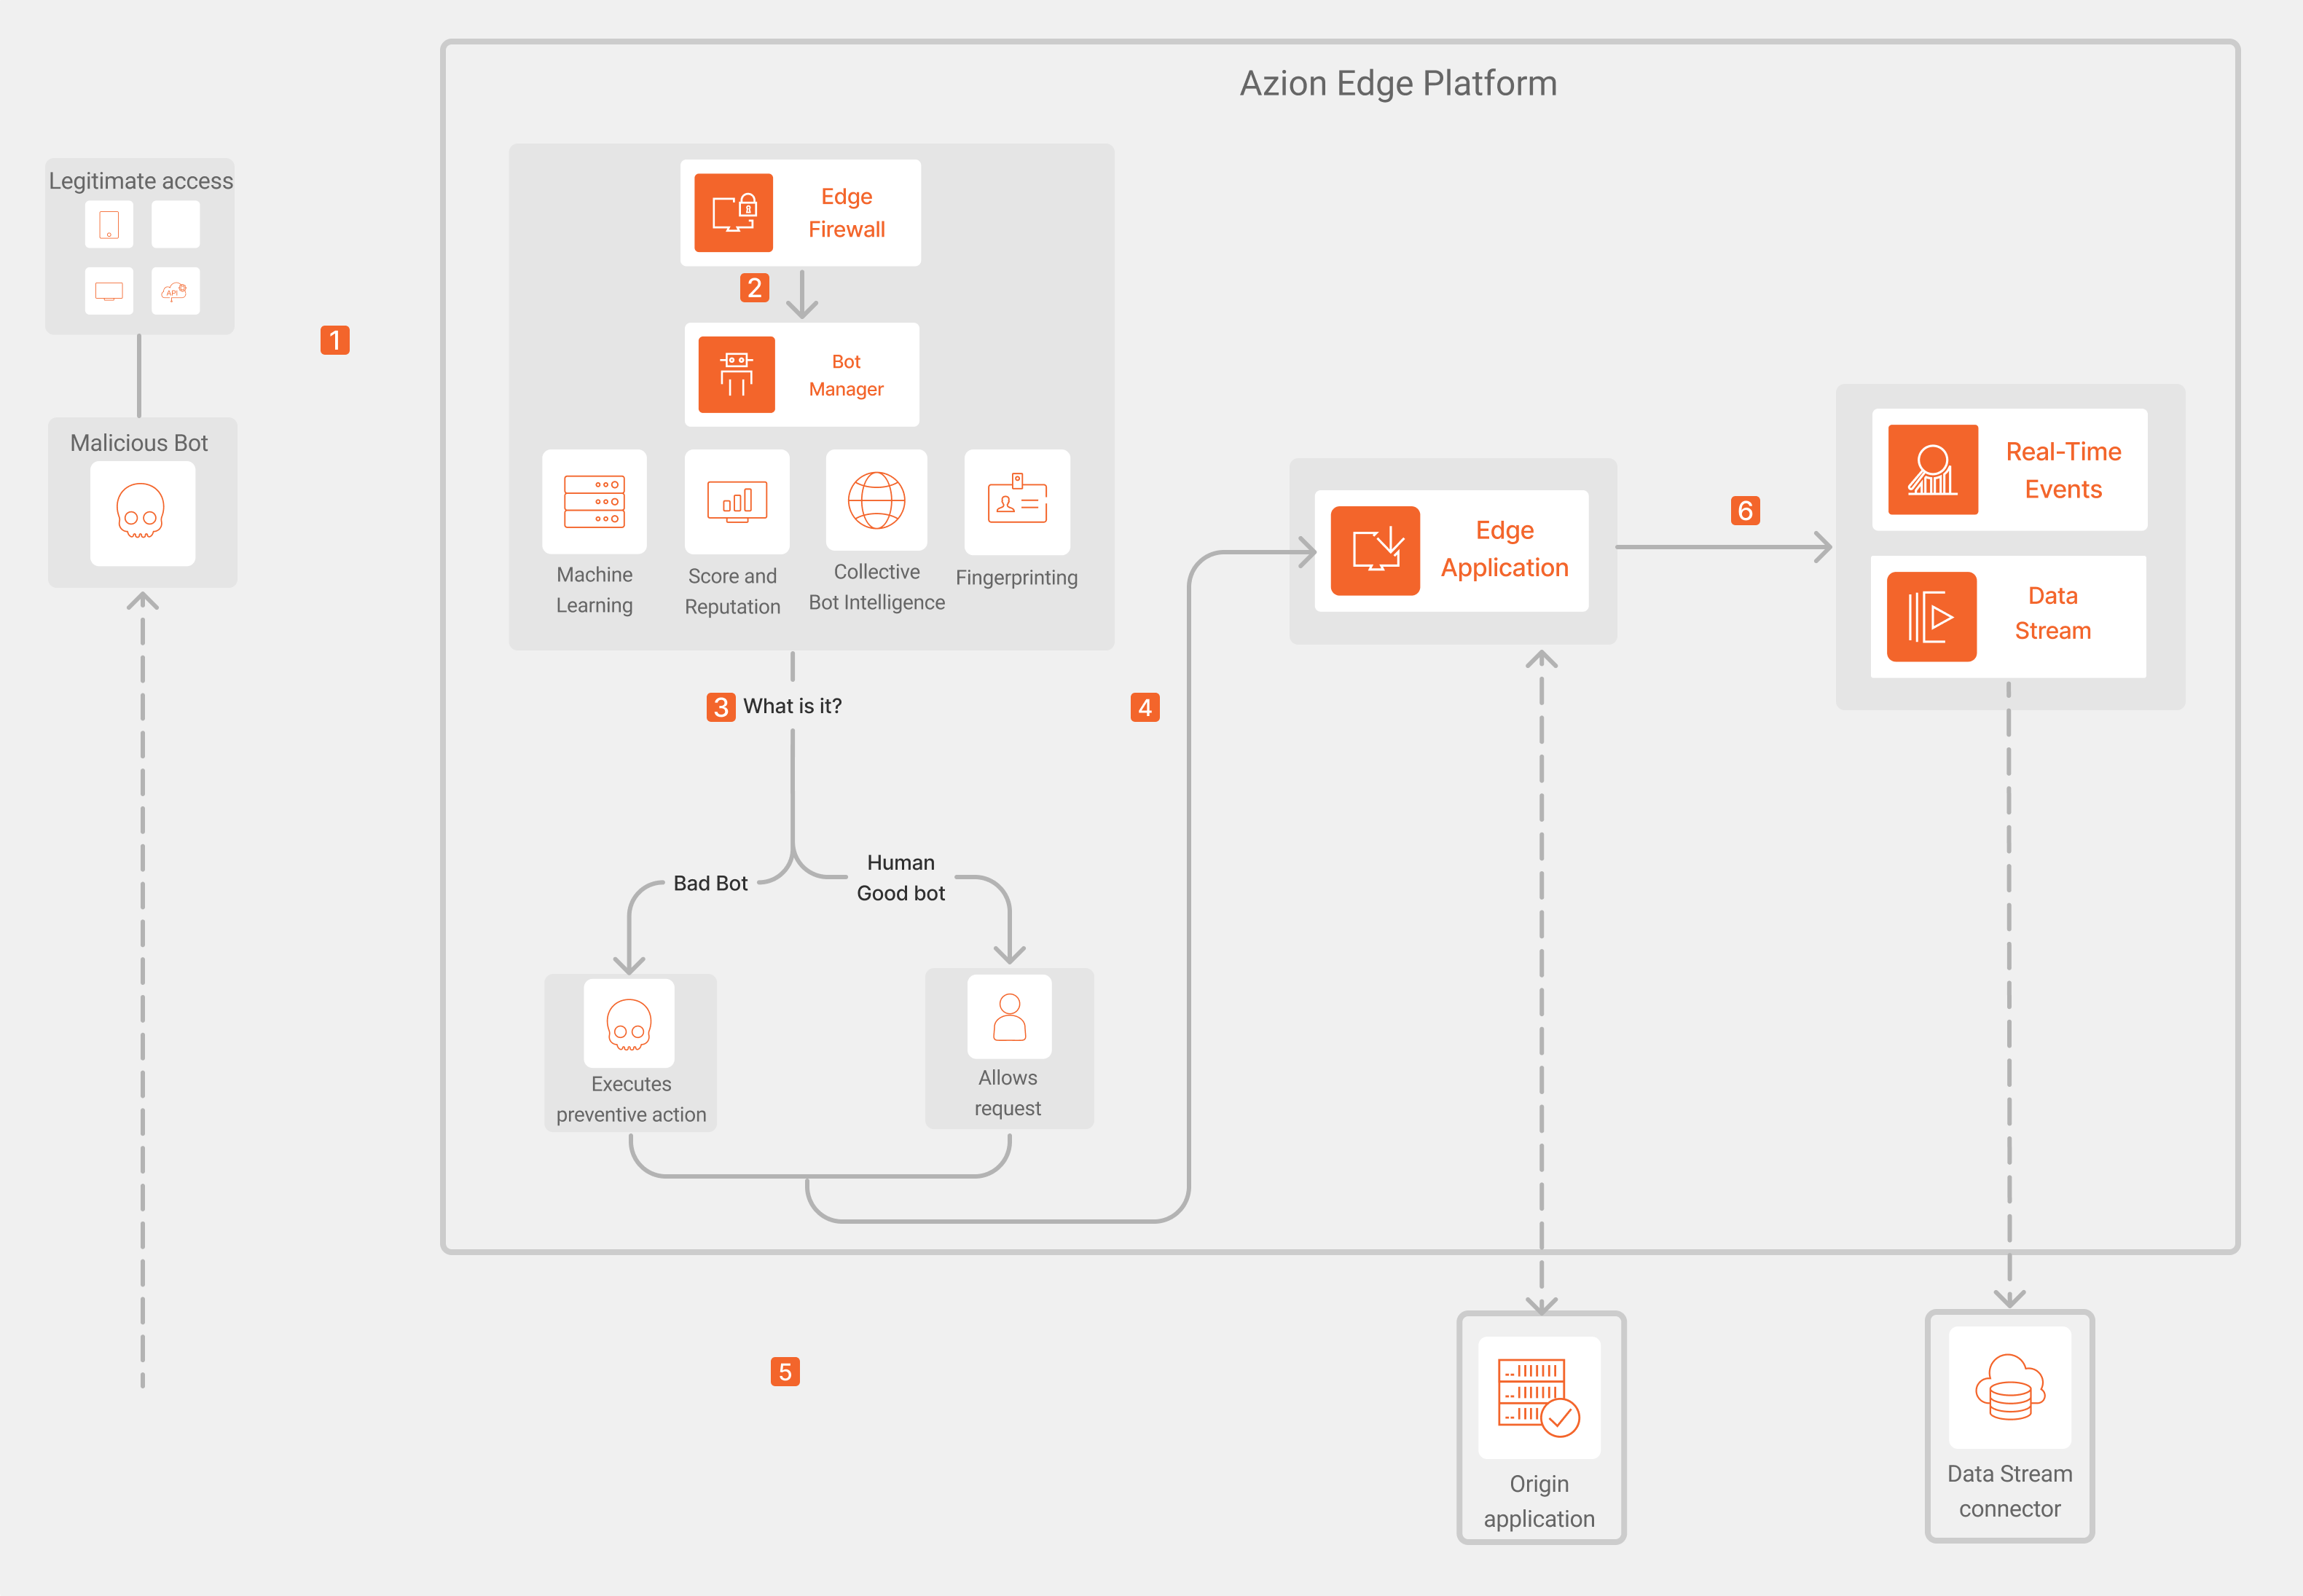 Azion Edge Platform
Legitimate access
API
1
Malicious Bot
Edge
Firewall
2
Bot
Manager
Machine
Learning
Score and
Reputation
Collective
Bot Intelligence
Fingerprinting
3 What is it?
Bad Bot
Human
Good bot
Executes
preventive action
Allows
request
4
Edge
Application
6
Real-Time
Events
Data
Stream
5
Origin
application
Data Stream
connector